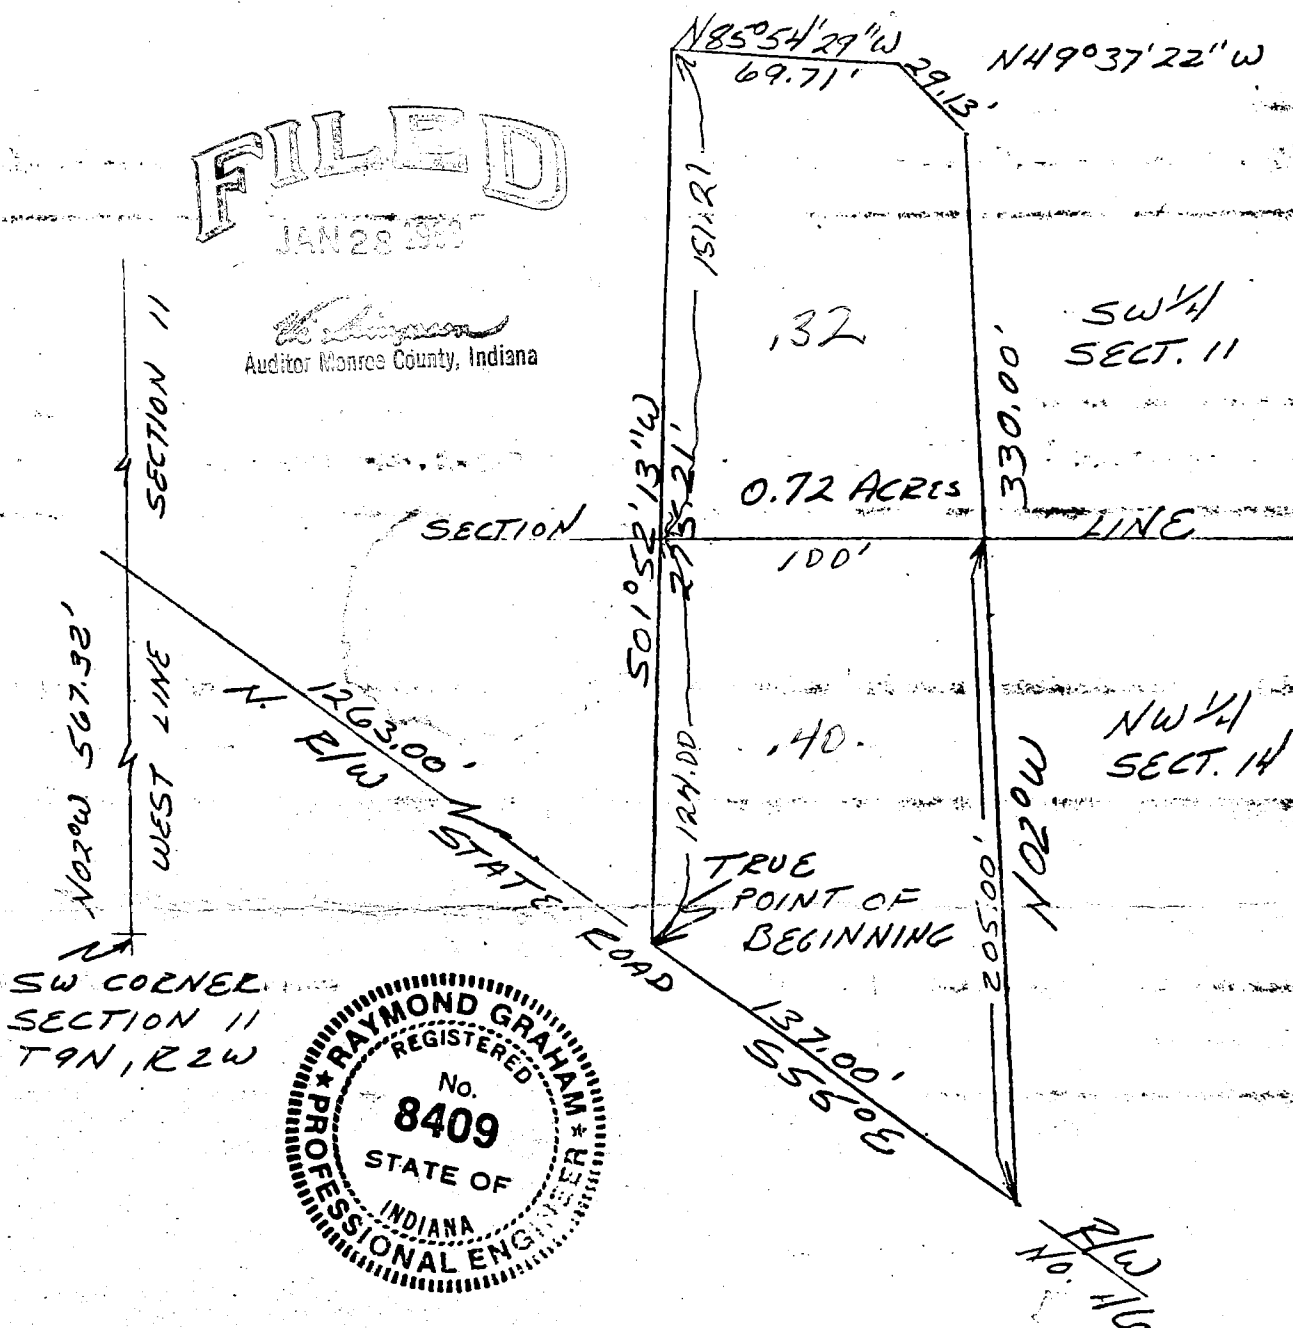 N85°54'29"W
69.71'
29.13'
N49°37'22"W
FILED
JAN 28
Auditor Monroe County, Indiana
151.21
.32
SW 1/4
SECT. 11
330.00'
SECTION 11
S01°52'13"W
275.21'
0.72 ACRES
SECTION
LINE
100'
N02°W 567.32'
WEST LINE
N. R/W
1263.00'
STATE
ROAD
124.00
.40
NW 1/4
SECT. 14
N02°W
205.00'
TRUE
POINT OF
BEGINNING
SW CORNER
SECTION 11
T9N, R2W
RAYMOND GRAHAM
REGISTERED
No.
8409
STATE OF
INDIANA
PROFESSIONAL ENGINEER
137.00'
S55°E
R/W
No.